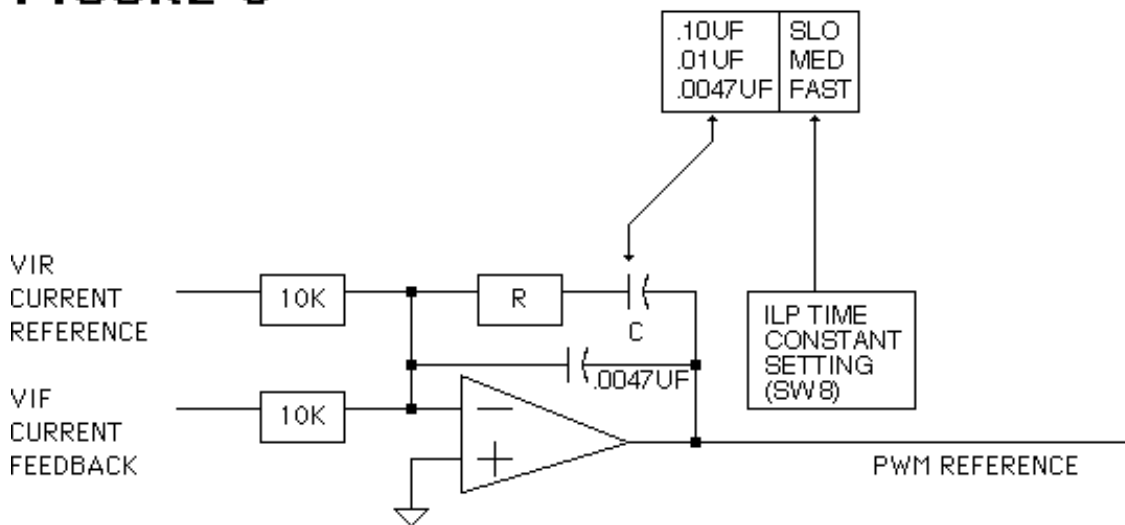 .10UF SLO
.01UF MED
.0047UF FAST
VIR
CURRENT
REFERENCE
10K
R
C
ILP TIME
CONSTANT
SETTING
(SW8)
.0047UF
VIF
CURRENT
FEEDBACK
10K
PWM REFERENCE